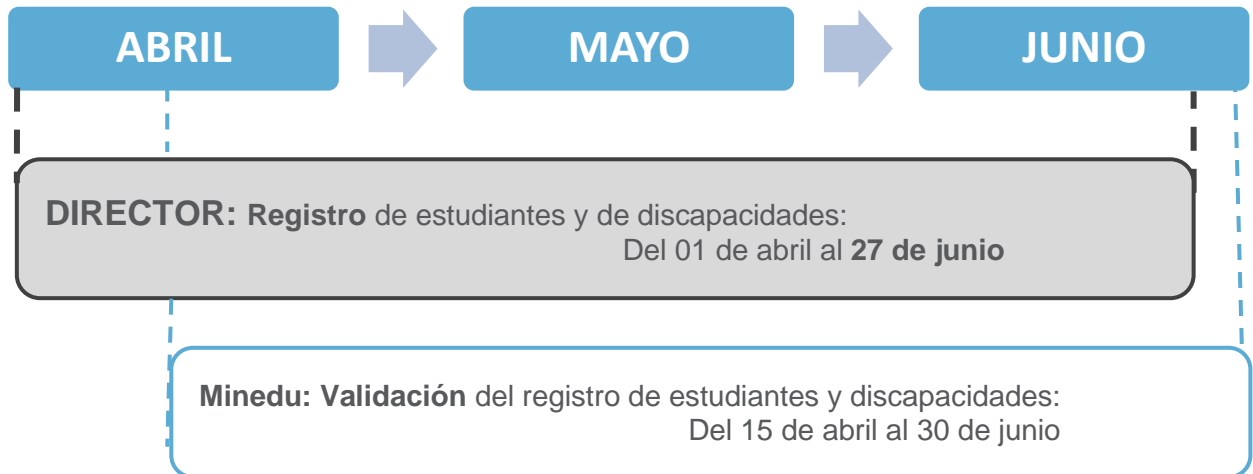 ABRIL
MAYO
JUNIO
DIRECTOR: Registro de estudiantes y de discapacidades:
Del 01 de abril al 27 de junio
Minedu: Validación del registro de estudiantes y discapacidades:
Del 15 de abril al 30 de junio